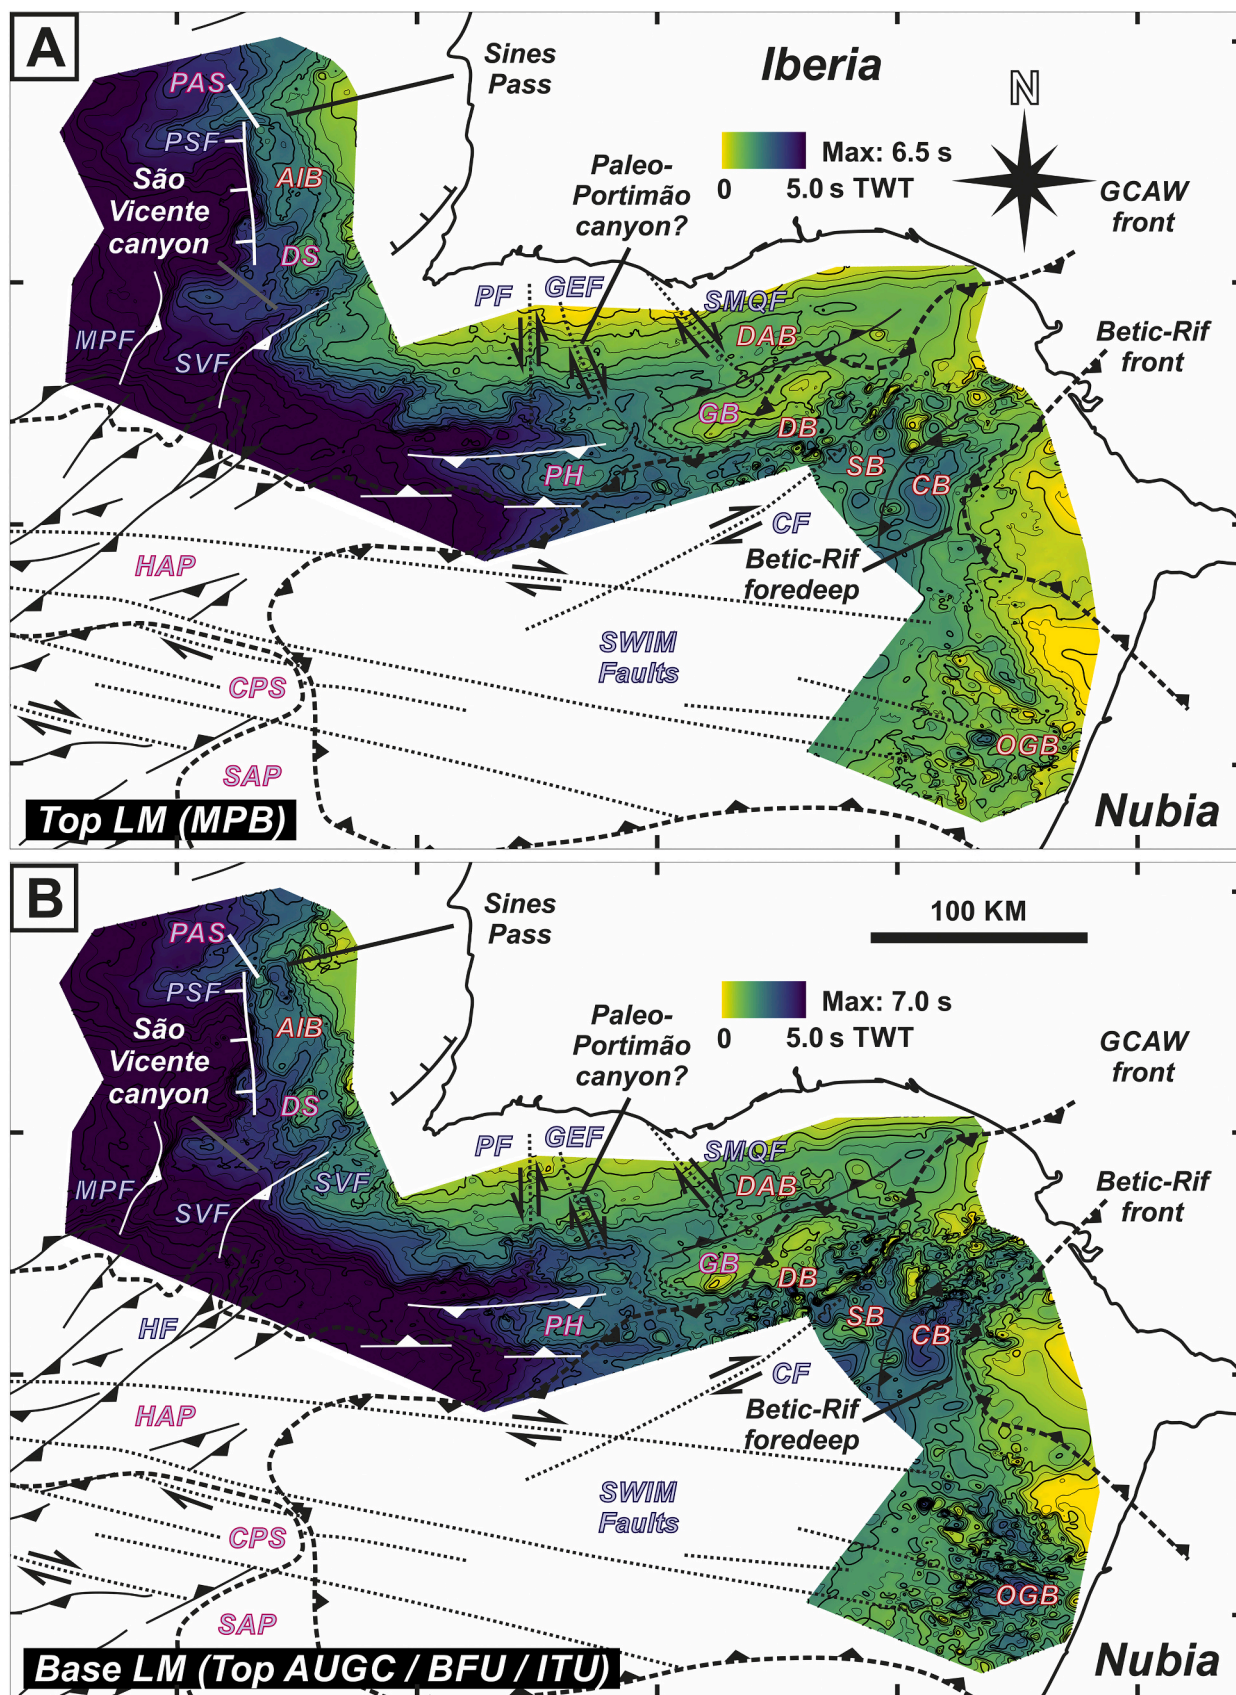 A
Iberia
Sines
Pass
N
PAS
PSF
Max: 6.5 s
0
5.0 s TWT
Paleo-
Portimão
canyon?
São
Vicente
canyon
AIB
DS
GCAW
front
PF
GEF
SMQF
DAB
MPF
SVF
Betic-Rif
front
GB
DB
SB
CB
PH
CF
Betic-Rif
foredeep
HAP
SWIM
Faults
CPS
OGB
SAP
Top LM (MPB)
Nubia
B
Sines
Pass
100 KM
PAS
PSF
Max: 7.0 s
0
5.0 s TWT
Paleo-
Portimão
canyon?
São
Vicente
canyon
AIB
DS
GCAW
front
PF
GEF
SMQF
DAB
MPF
SVF
SVF
Betic-Rif
front
GB
DB
SB
CB
PH
HF
CF
Betic-Rif
foredeep
HAP
SWIM
Faults
CPS
OGB
SAP
Base LM (Top AUGC / BFU / ITU)
Nubia